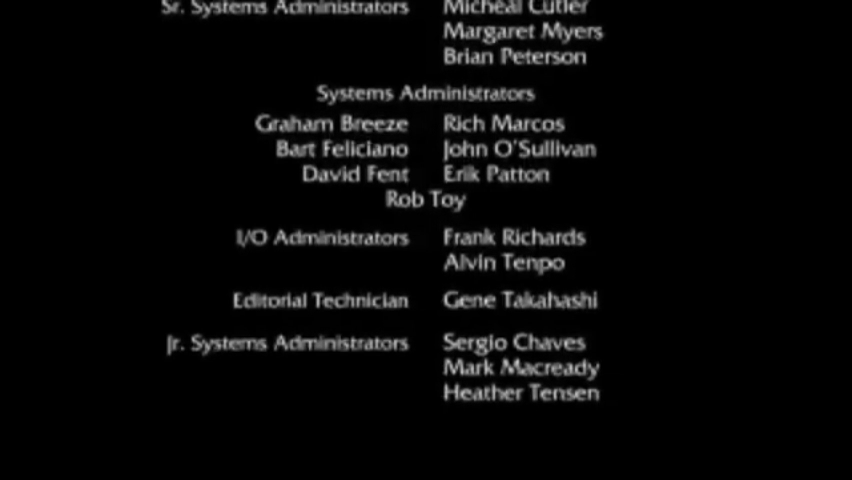 Sr. Systems Administrators Micheal Cutler
Margaret Myers
Brian Peterson
Systems Administrators
Graham Breeze Rich Marcos
Bart Feliciano John O'Sullivan
David Fent Erik Patton
Rob Toy
I/O Administrators Frank Richards
Alvin Tenpo
Editorial Technician Gene Takahashi
Jr. Systems Administrators Sergio Chaves
Mark Macready
Heather Tensen